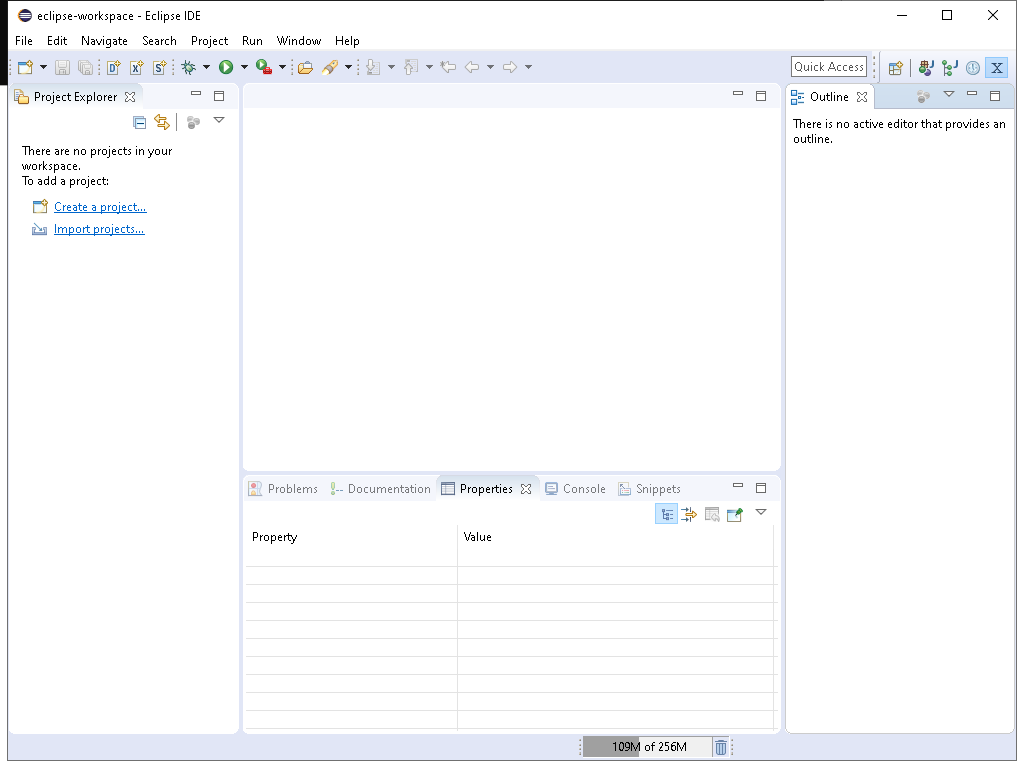 eclipse-workspace - Eclipse IDE
File Edit Navigate Search Project Run Window Help
D X S Quick Access X
Project Explorer
There are no projects in your
workspace.
To add a project:
Create a project...
Import projects...
Outline
There is no active editor that provides an
outline.
Problems Documentation Properties Console Snippets
Property Value
109M of 256M